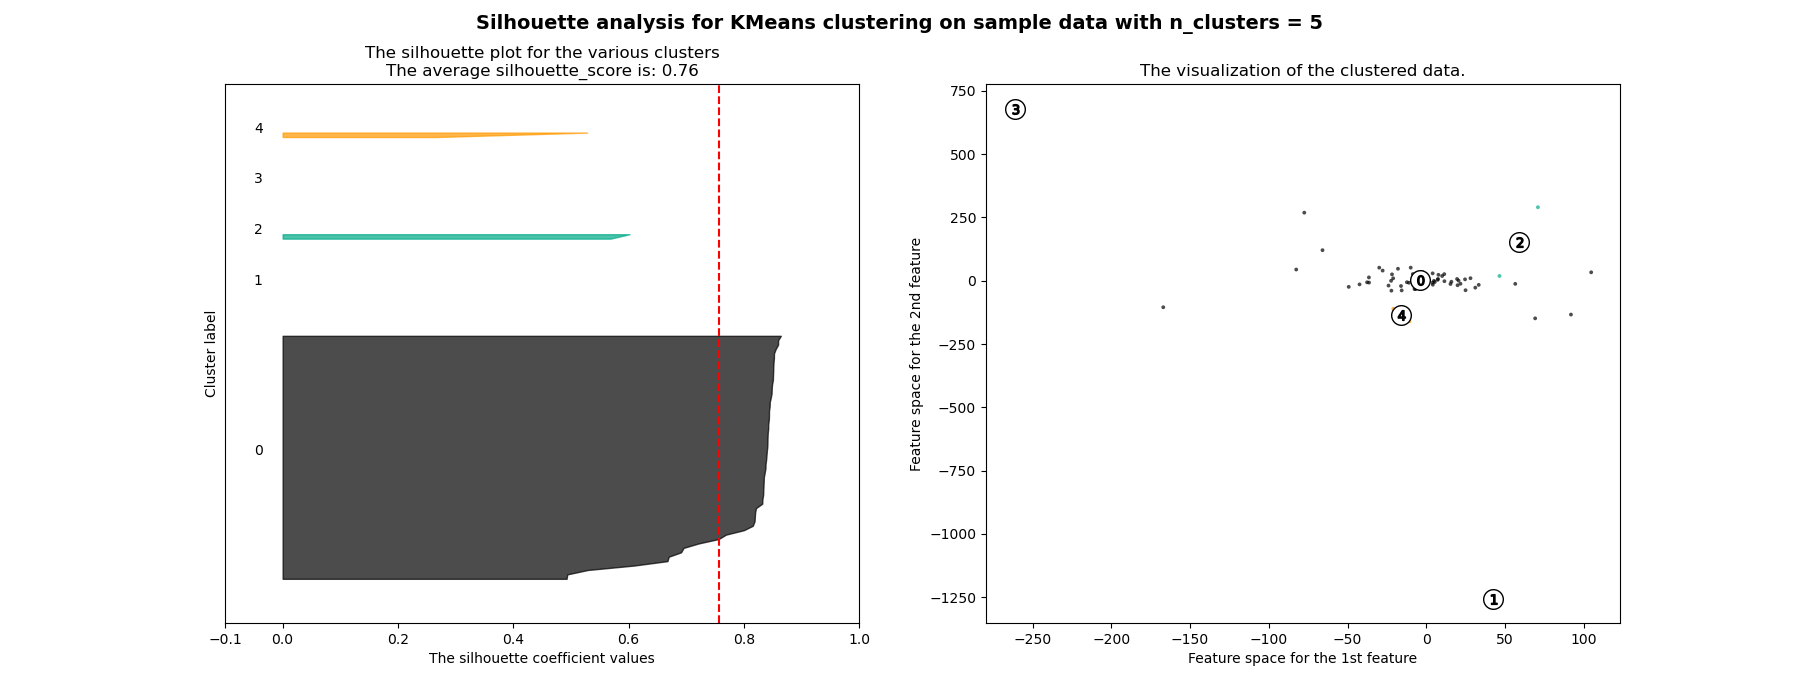 Silhouette analysis for KMeans clustering on sample data with n_clusters = 5
The silhouette plot for the various clusters
The average silhouette_score is: 0.76
4
3
2
1
0
Cluster label
−0.1 0.0 0.2 0.4 0.6 0.8 1.0
The silhouette coefficient values
The visualization of the clustered data.
750
500
250
0
−250
−500
−750
−1000
−1250
Feature space for the 2nd feature
3
2
0
4
1
−250 −200 −150 −100 −50 0 50 100
Feature space for the 1st feature